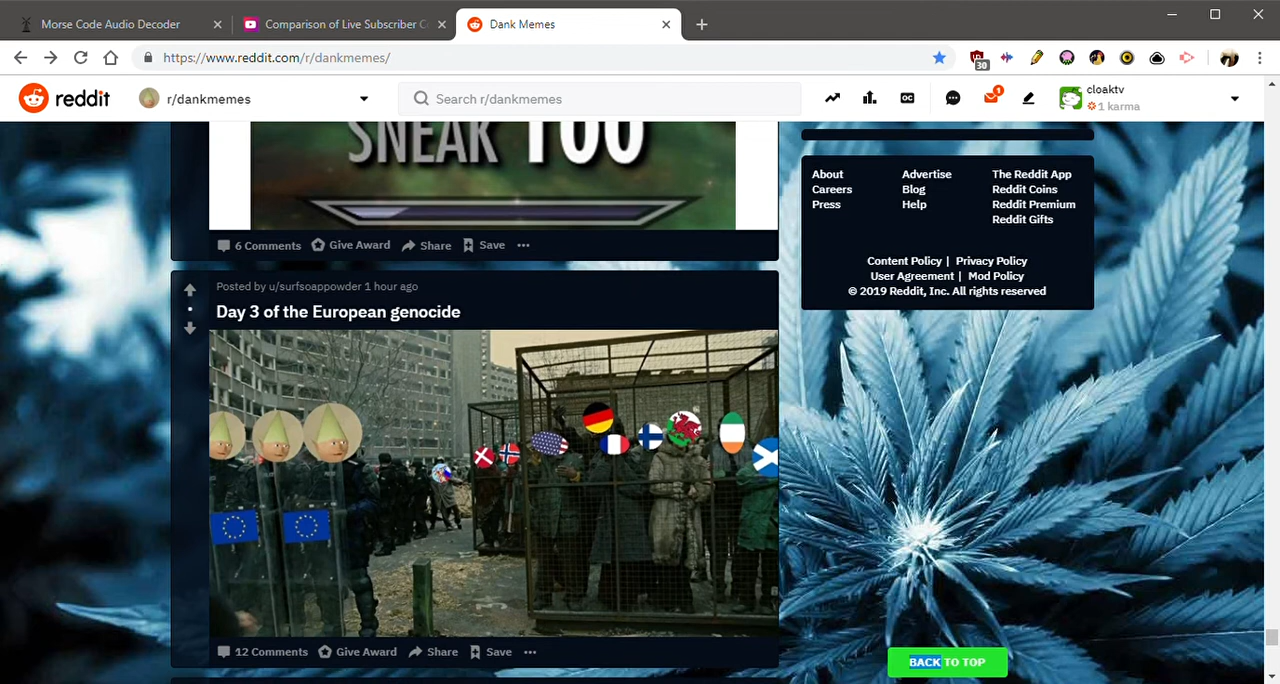 Morse Code Audio Decoder
Comparison of Live Subscriber C
Dank Memes
https://www.reddit.com/r/dankmemes/
30
reddit
r/dankmemes
Search r/dankmemes
1
cloaktv
1 karma
SNEAK 100
6 Comments Give Award Share Save
Posted by u/surfsoappowder 1 hour ago
Day 3 of the European genocide
12 Comments Give Award Share Save
About Advertise The Reddit App
Careers Blog Reddit Coins
Press Help Reddit Premium
Reddit Gifts
Content Policy | Privacy Policy
User Agreement | Mod Policy
© 2019 Reddit, Inc. All rights reserved
BACK TO TOP